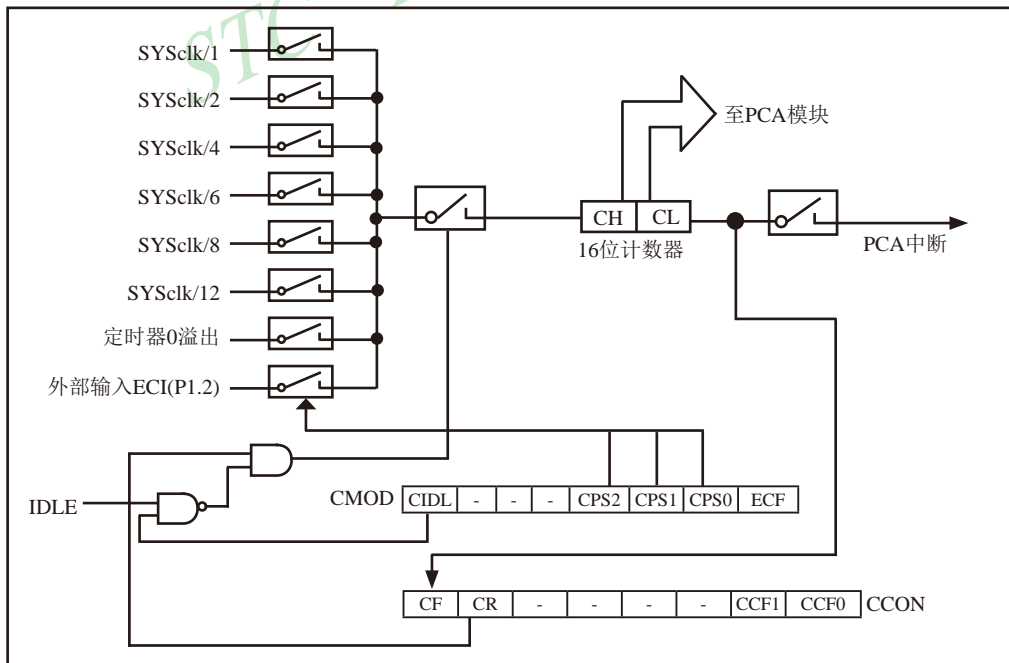 STC
SYSclk/1
SYSclk/2
SYSclk/4
SYSclk/6
SYSclk/8
SYSclk/12
定时器0溢出
外部输入ECI(P1.2)
至PCA模块
CH CL
16位计数器
PCA中断
IDLE
CMOD CIDL - - - CPS2 CPS1 CPS0 ECF
CF CR - - - - CCF1 CCF0 CCON